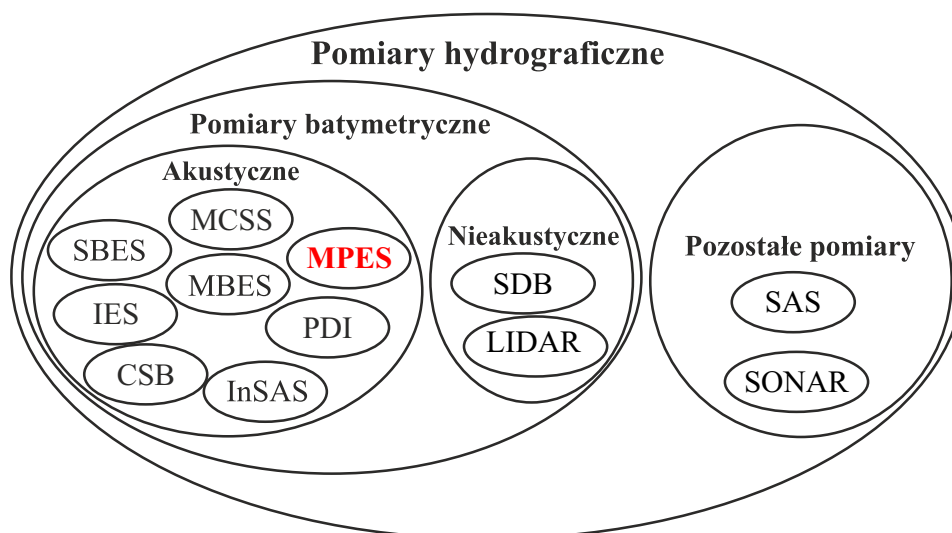 Pomiary hydrograficzne
Pomiary batymetryczne
Akustyczne
MCSS
SBES
MPES
MBES
IES
PDI
CSB
InSAS
Nieakustyczne
SDB
LIDAR
Pozostałe pomiary
SAS
SONAR